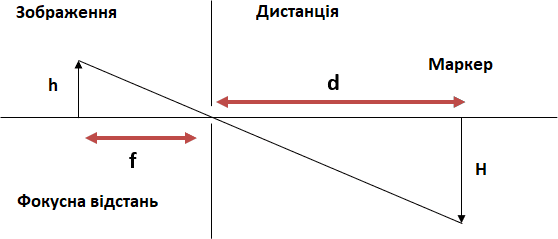 Зображення
Дистанція
Маркер
h
d
f
H
Фокусна відстань